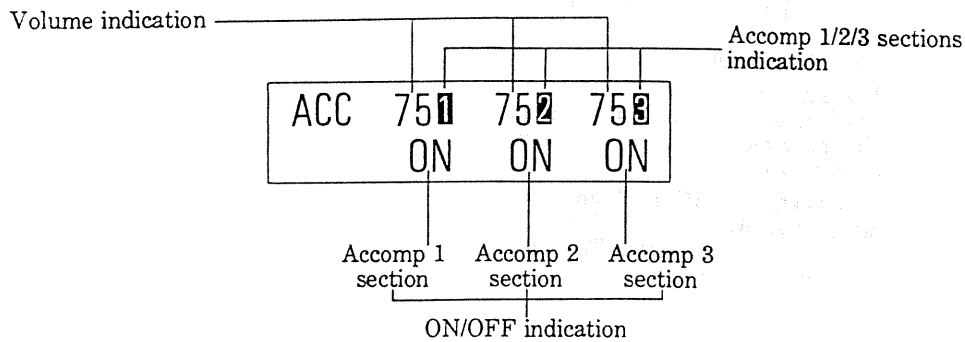 Volume indication
Accomp 1/2/3 sections
indication
ACC 75 1 75 2 75 3
ON ON ON
Accomp 1 section
Accomp 2 section
Accomp 3 section
ON/OFF indication